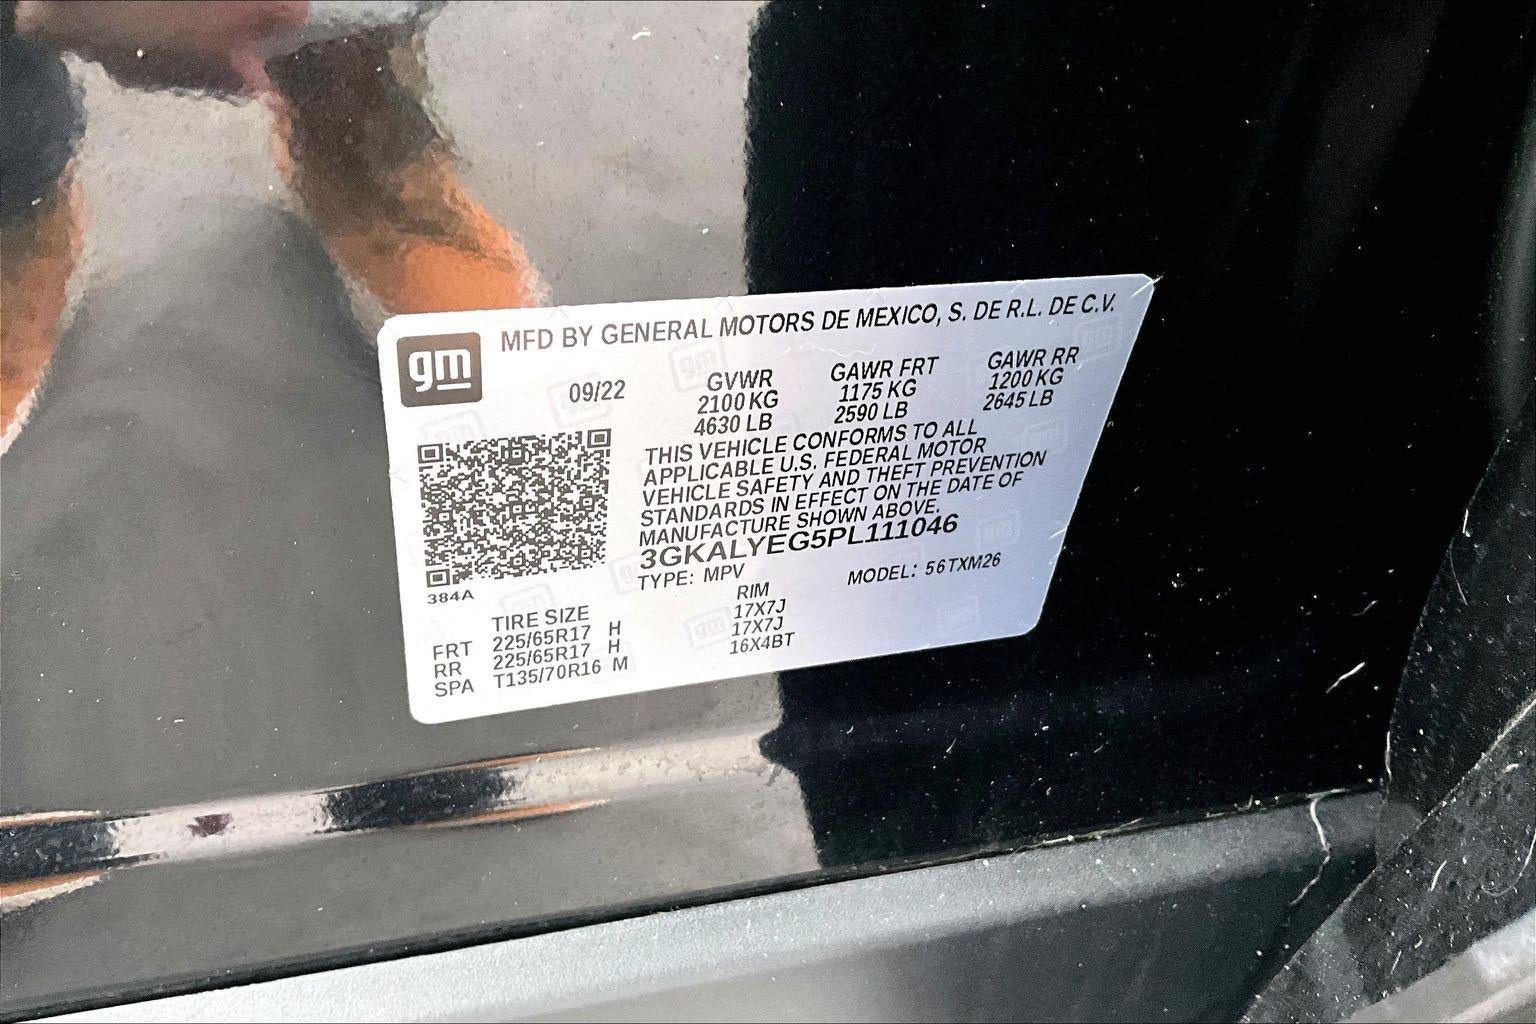 gm
MFD BY GENERAL MOTORS DE MEXICO, S. DE R.L. DE C.V.
09/22 GVWR GAWR FRT GAWR RR
2100 KG 1175 KG 1200 KG
4630 LB 2590 LB 2645 LB
THIS VEHICLE CONFORMS TO ALL
APPLICABLE U.S. FEDERAL MOTOR
VEHICLE SAFETY AND THEFT PREVENTION
STANDARDS IN EFFECT ON THE DATE OF
MANUFACTURE SHOWN ABOVE.
3GKALYEG5PL111046
TYPE: MPV MODEL: 56TXM26
384A
TIRE SIZE RIM
FRT 225/65R17 H 17X7J
RR 225/65R17 H 17X7J
SPA T135/70R16 M 16X4BT